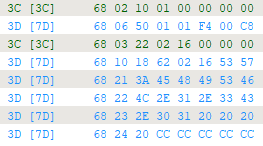 3C [3C] 68 02 10 01 00 00 00 00
3D [7D] 68 06 50 01 01 F4 00 C8
3C [3C] 68 03 22 02 16 00 00 00
3D [7D] 68 10 18 62 02 16 53 57
3D [7D] 68 21 3A 45 48 49 53 46
3D [7D] 68 22 4C 2E 31 2E 33 43
3D [7D] 68 23 2E 30 31 20 20 20
3D [7D] 68 24 20 CC CC CC CC CC